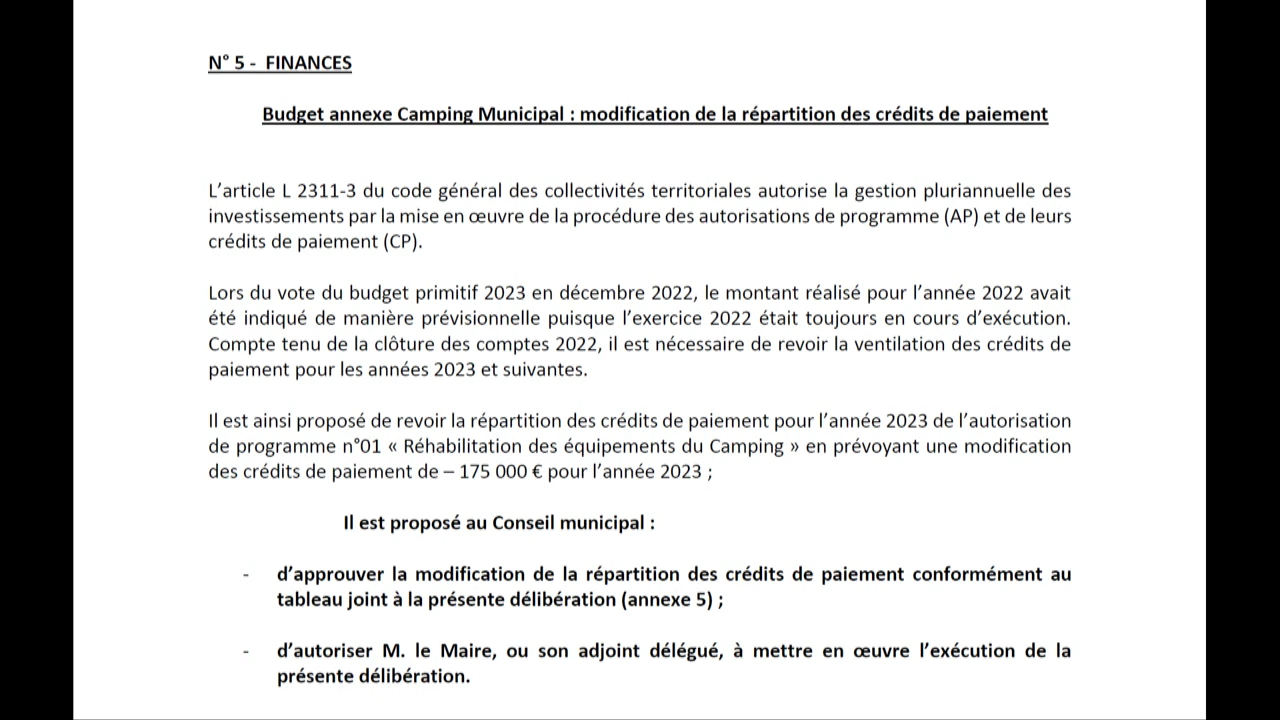 N° 5 - FINANCES
Budget annexe Camping Municipal : modification de la répartition des crédits de paiement
L’article L 2311-3 du code général des collectivités territoriales autorise la gestion pluriannuelle des
investissements par la mise en œuvre de la procédure des autorisations de programme (AP) et de leurs
crédits de paiement (CP).
Lors du vote du budget primitif 2023 en décembre 2022, le montant réalisé pour l’année 2022 avait
été indiqué de manière prévisionnelle puisque l’exercice 2022 était toujours en cours d’exécution.
Compte tenu de la clôture des comptes 2022, il est nécessaire de revoir la ventilation des crédits de
paiement pour les années 2023 et suivantes.
Il est ainsi proposé de revoir la répartition des crédits de paiement pour l’année 2023 de l’autorisation
de programme n°01 « Réhabilitation des équipements du Camping » en prévoyant une modification
des crédits de paiement de – 175 000 € pour l’année 2023 ;
Il est proposé au Conseil municipal :
- d’approuver la modification de la répartition des crédits de paiement conformément au
tableau joint à la présente délibération (annexe 5) ;
- d’autoriser M. le Maire, ou son adjoint délégué, à mettre en œuvre l’exécution de la
présente délibération.